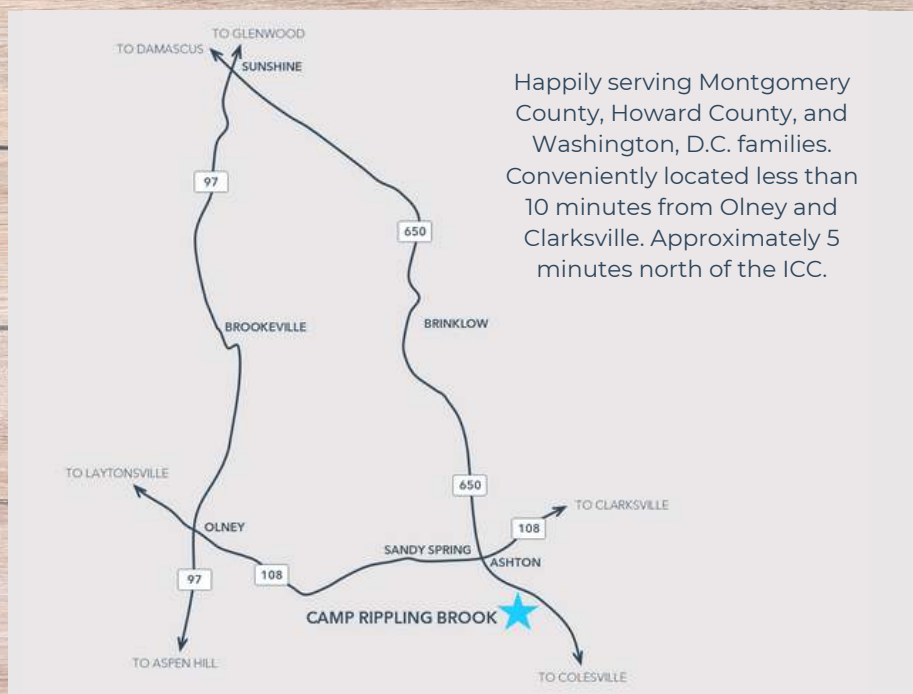 TO GLENWOOD
TO DAMASCUS
SUNSHINE
Happily serving Montgomery
County, Howard County, and
Washington, D.C. families.
Conveniently located less than
10 minutes from Olney and
Clarksville. Approximately 5
minutes north of the ICC.
97
650
BROOKEVILLE
BRINKLOW
TO LAYTONSVILLE
650
TO CLARKSVILLE
OLNEY
108
SANDY SPRING
ASHTON
97
108
CAMP RIPPLING BROOK
TO ASPEN HILL
TO COLESVILLE